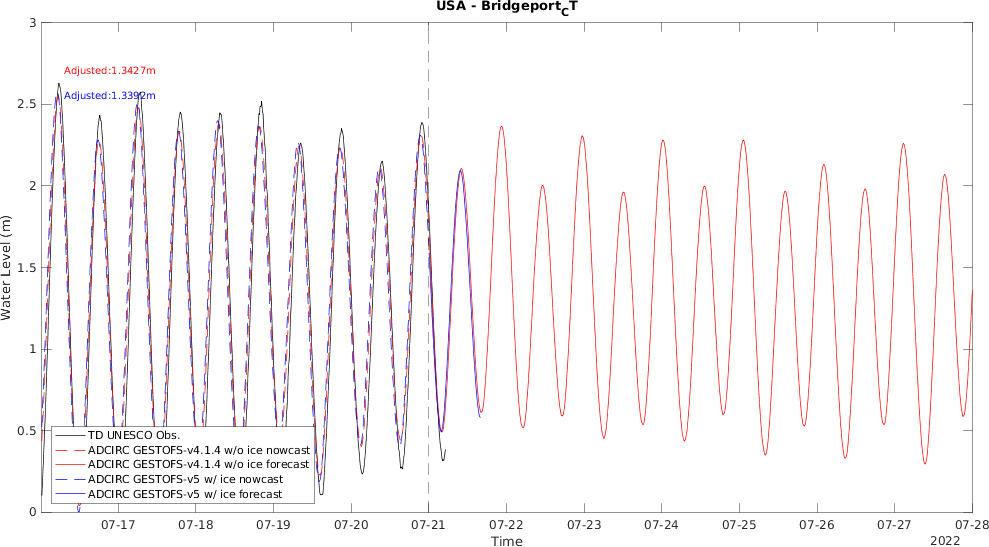 USA - Bridgeport_CT
3
2.5
2
1.5
1
0.5
0
Water Level (m)
Adjusted:1.3427m
Adjusted:1.3392m
TD UNESCO Obs.
ADCIRC GESTOFS-v4.1.4 w/o ice nowcast
ADCIRC GESTOFS-v4.1.4 w/o ice forecast
ADCIRC GESTOFS-v5 w/ ice nowcast
ADCIRC GESTOFS-v5 w/ ice forecast
07-17 07-18 07-19 07-20 07-21 07-22 07-23 07-24 07-25 07-26 07-27 07-28
Time
2022